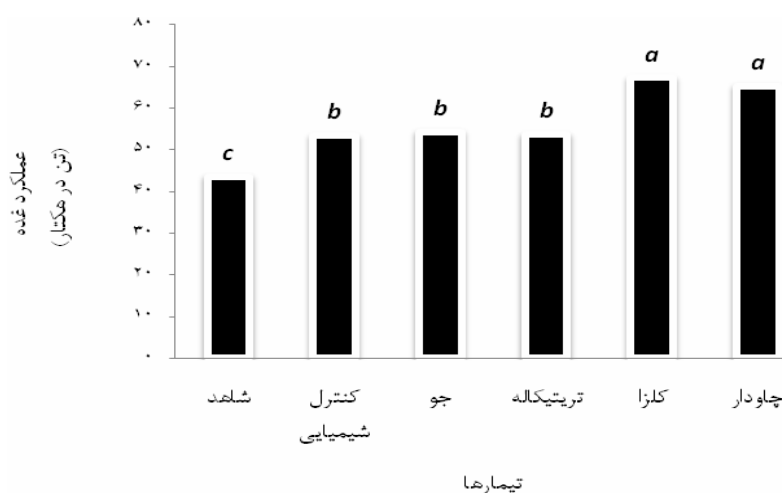 عملکرد غده
(تن در هکتار)
۸۰
۷۰
۶۰
۵۰
۴۰
۳۰
۲۰
۱۰
۰
c
b
b
b
a
a
شاهد
کنترل
شیمیایی
جو
تریتیکاله
کلزا
چاودار
تیمارها